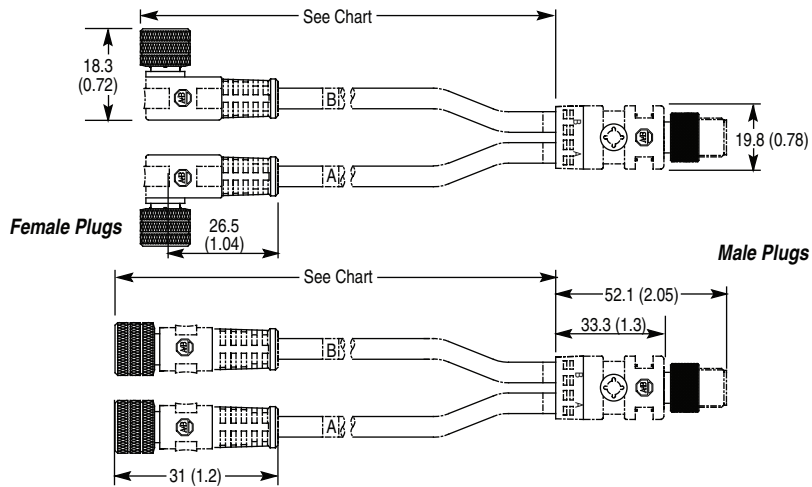 See Chart
18.3
(0.72)
B
B
A
19.8 (0.78)
A
Female Plugs
26.5
(1.04)
Male Plugs
See Chart
52.1 (2.05)
33.3 (1.3)
B
B
A
A
31 (1.2)